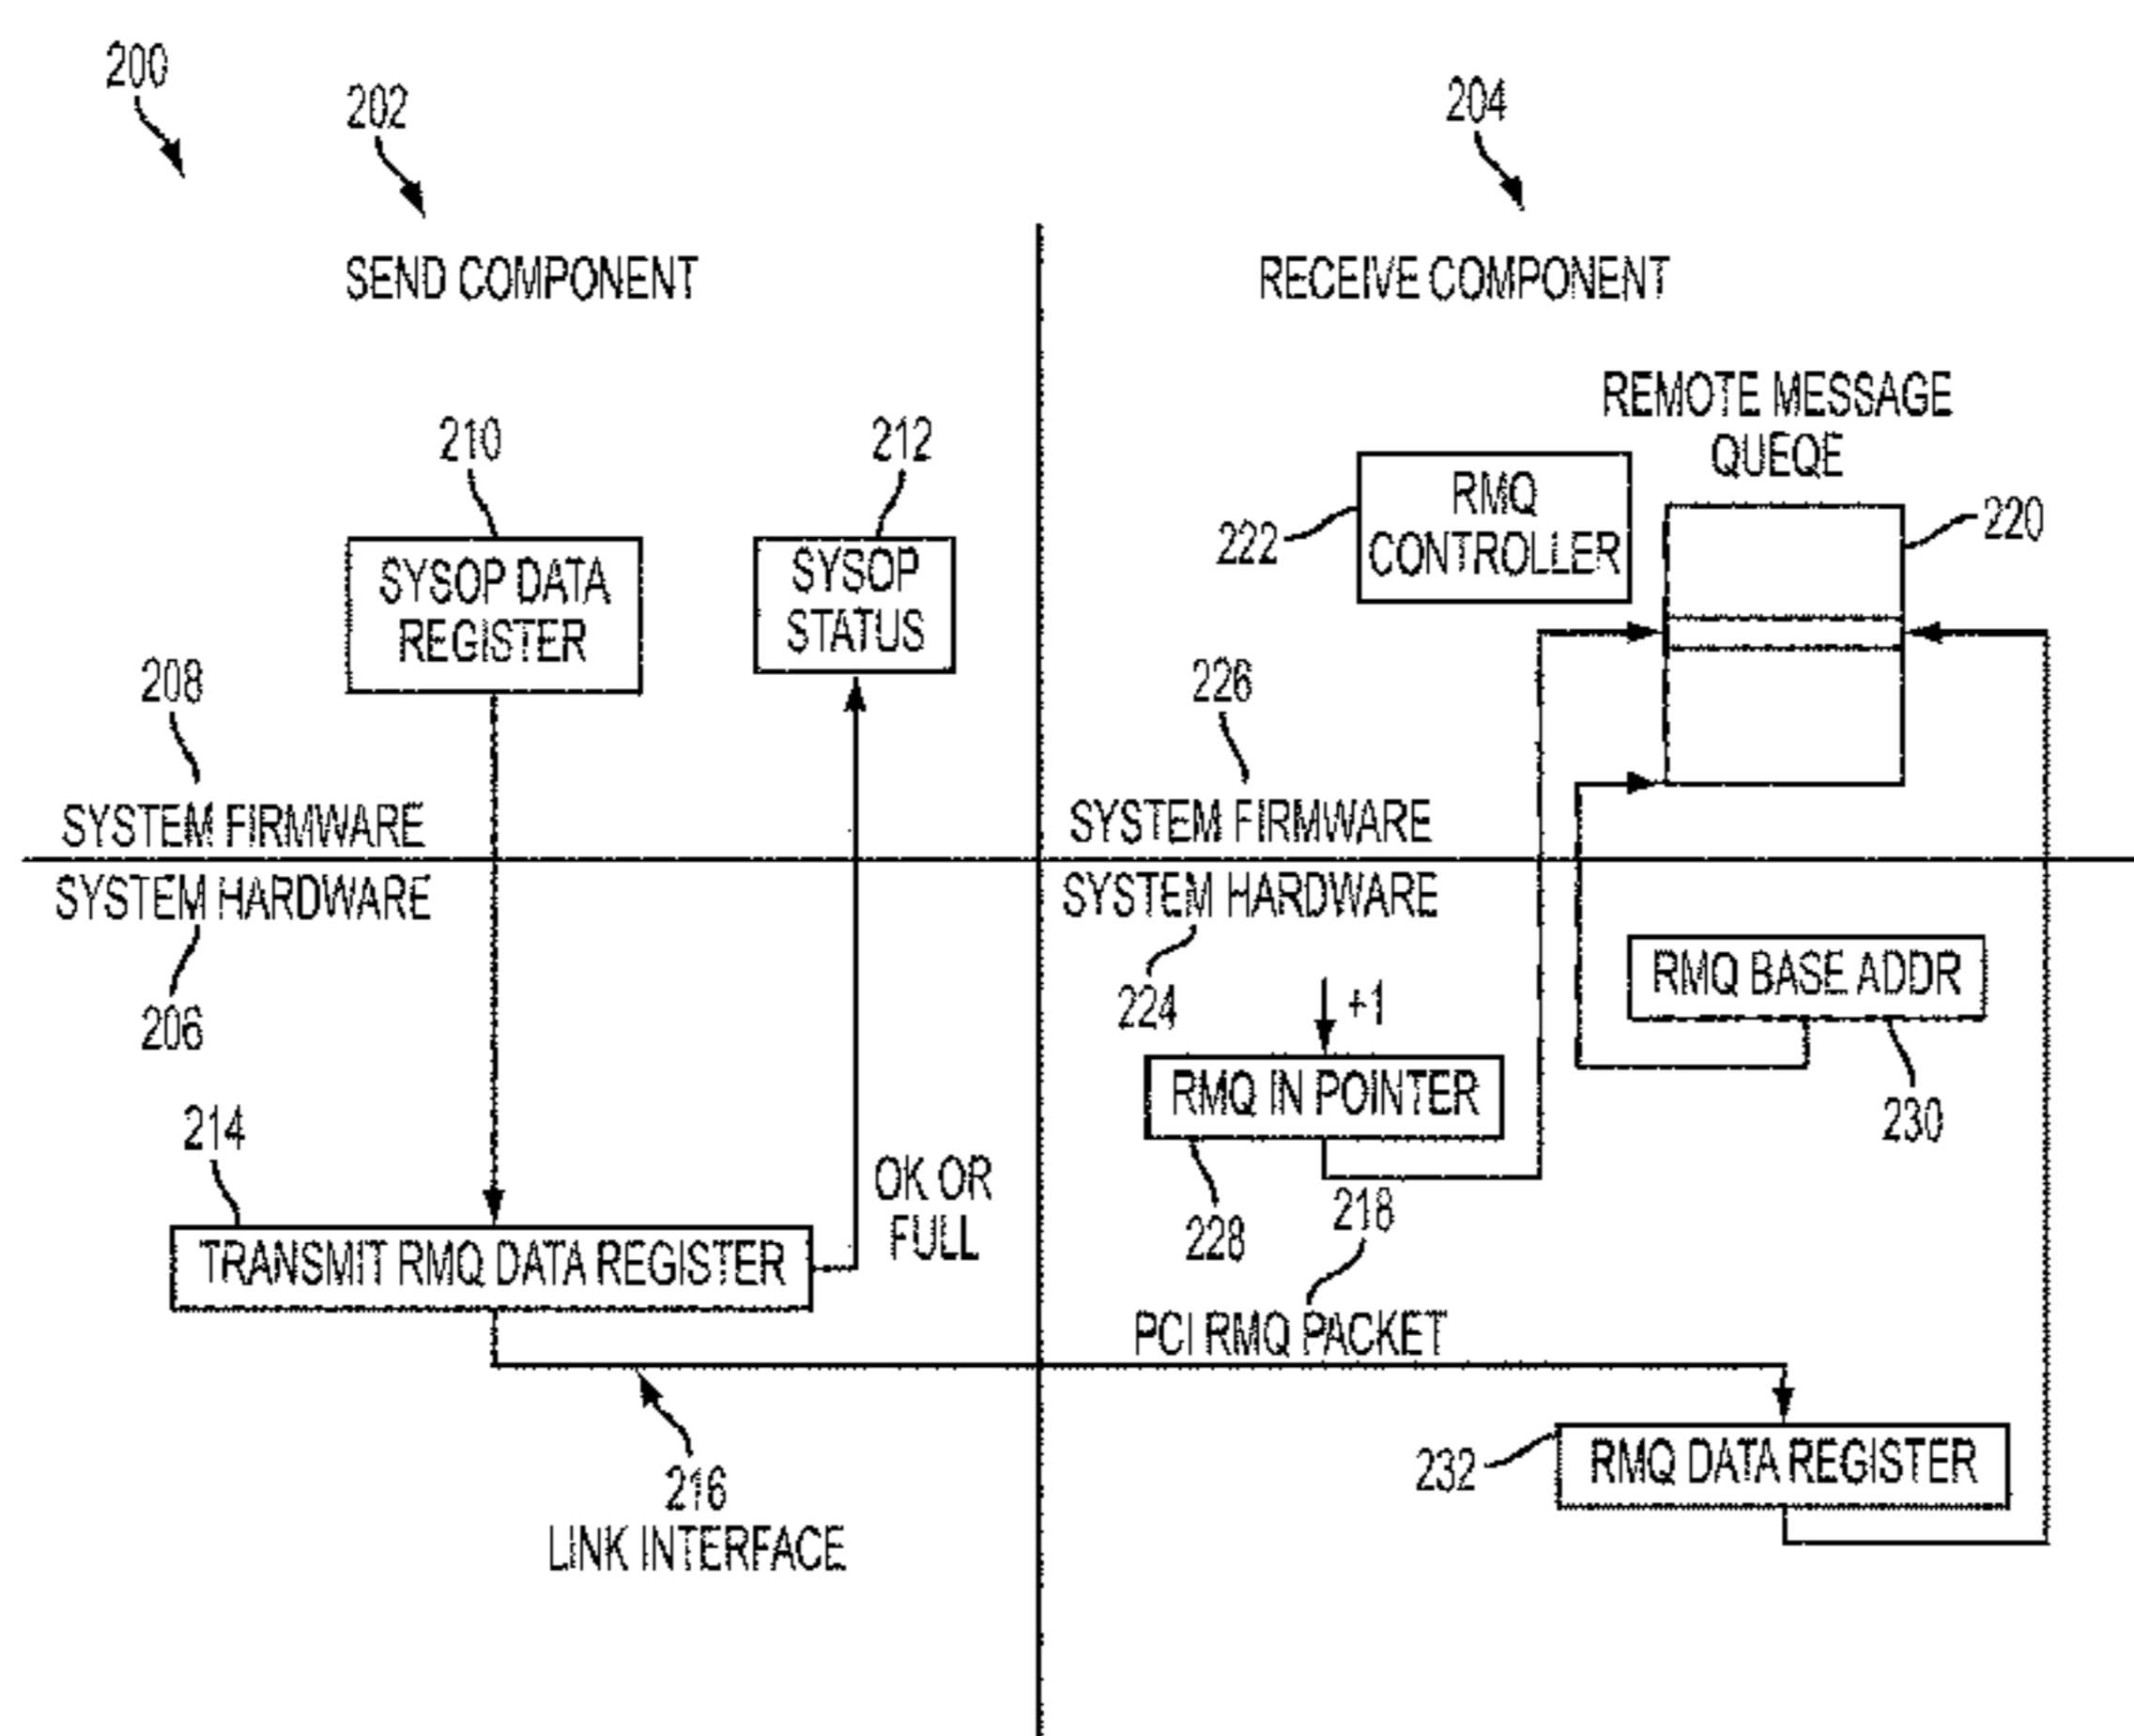 200
202
204
SEND COMPONENT
RECEIVE COMPONENT
REMOTE MESSAGE
QUEQE
210
212
222
RMQ
CONTROLLER
220
SYSOP DATA
REGISTER
SYSOP
STATUS
208
226
SYSTEM FIRMWARE
SYSTEM FIRMWARE
SYSTEM HARDWARE
SYSTEM HARDWARE
206
224
+1
RMQ BASE ADDR
RMQ IN POINTER
230
214
OK OR
FULL
228
218
TRANSMIT RMQ DATA REGISTER
PCI RMQ PACKET
216
LINK INTERFACE
232
RMQ DATA REGISTER